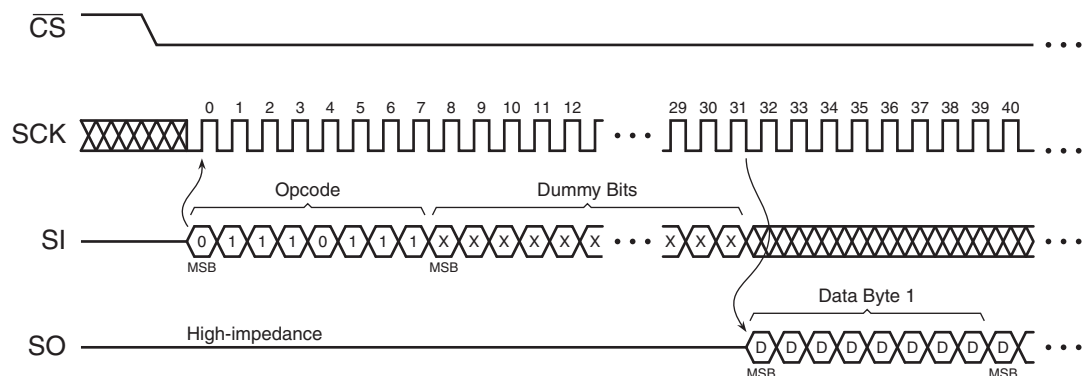 CS
0 1 2 3 4 5 6 7 8 9 10 11 12 29 30 31 32 33 34 35 36 37 38 39 40
SCK
Opcode Dummy Bits
SI 0 1 1 1 0 1 1 1 X X X X X X X X X
MSB MSB
Data Byte 1
High-impedance
SO D D D D D D D D D
MSB MSB